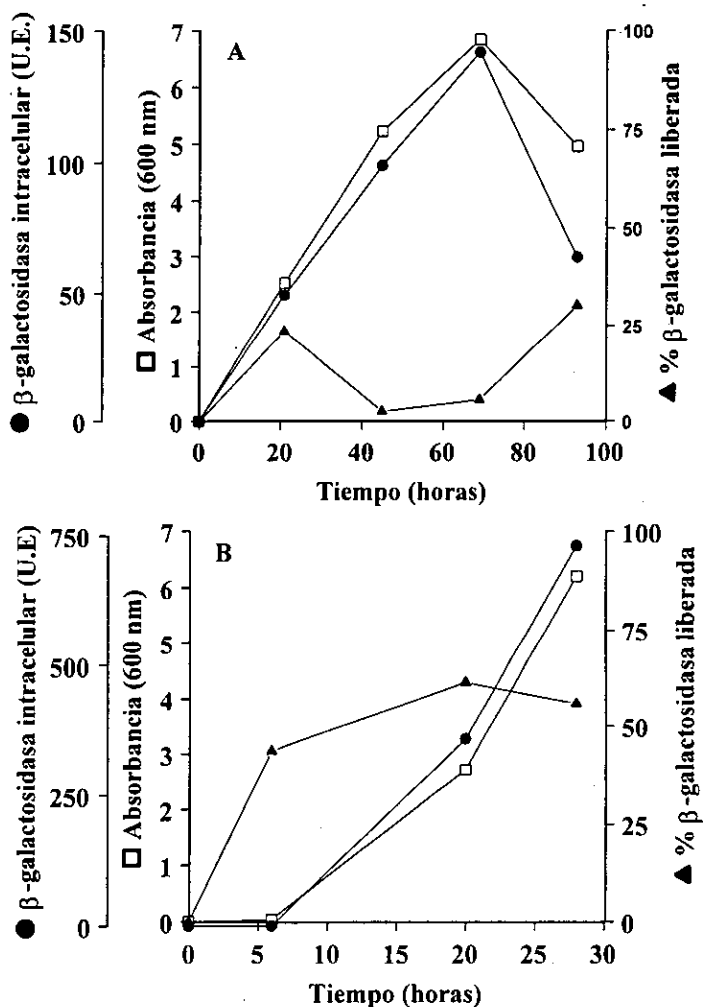 A
● β-galactosidasa intracelular (U.E.)
150
100
50
0
□ Absorbancia (600 nm)
7
6
5
4
3
2
1
0
100
75
50
25
0
▲ % β-galactosidasa liberada
0 20 40 60 80 100
Tiempo (horas)
B
● β-galactosidasa intracelular (U.E)
750
500
250
0
□ Absorbancia (600 nm)
7
6
5
4
3
2
1
0
100
75
50
25
0
▲ % β-galactosidasa liberada
0 5 10 15 20 25 30
Tiempo (horas)